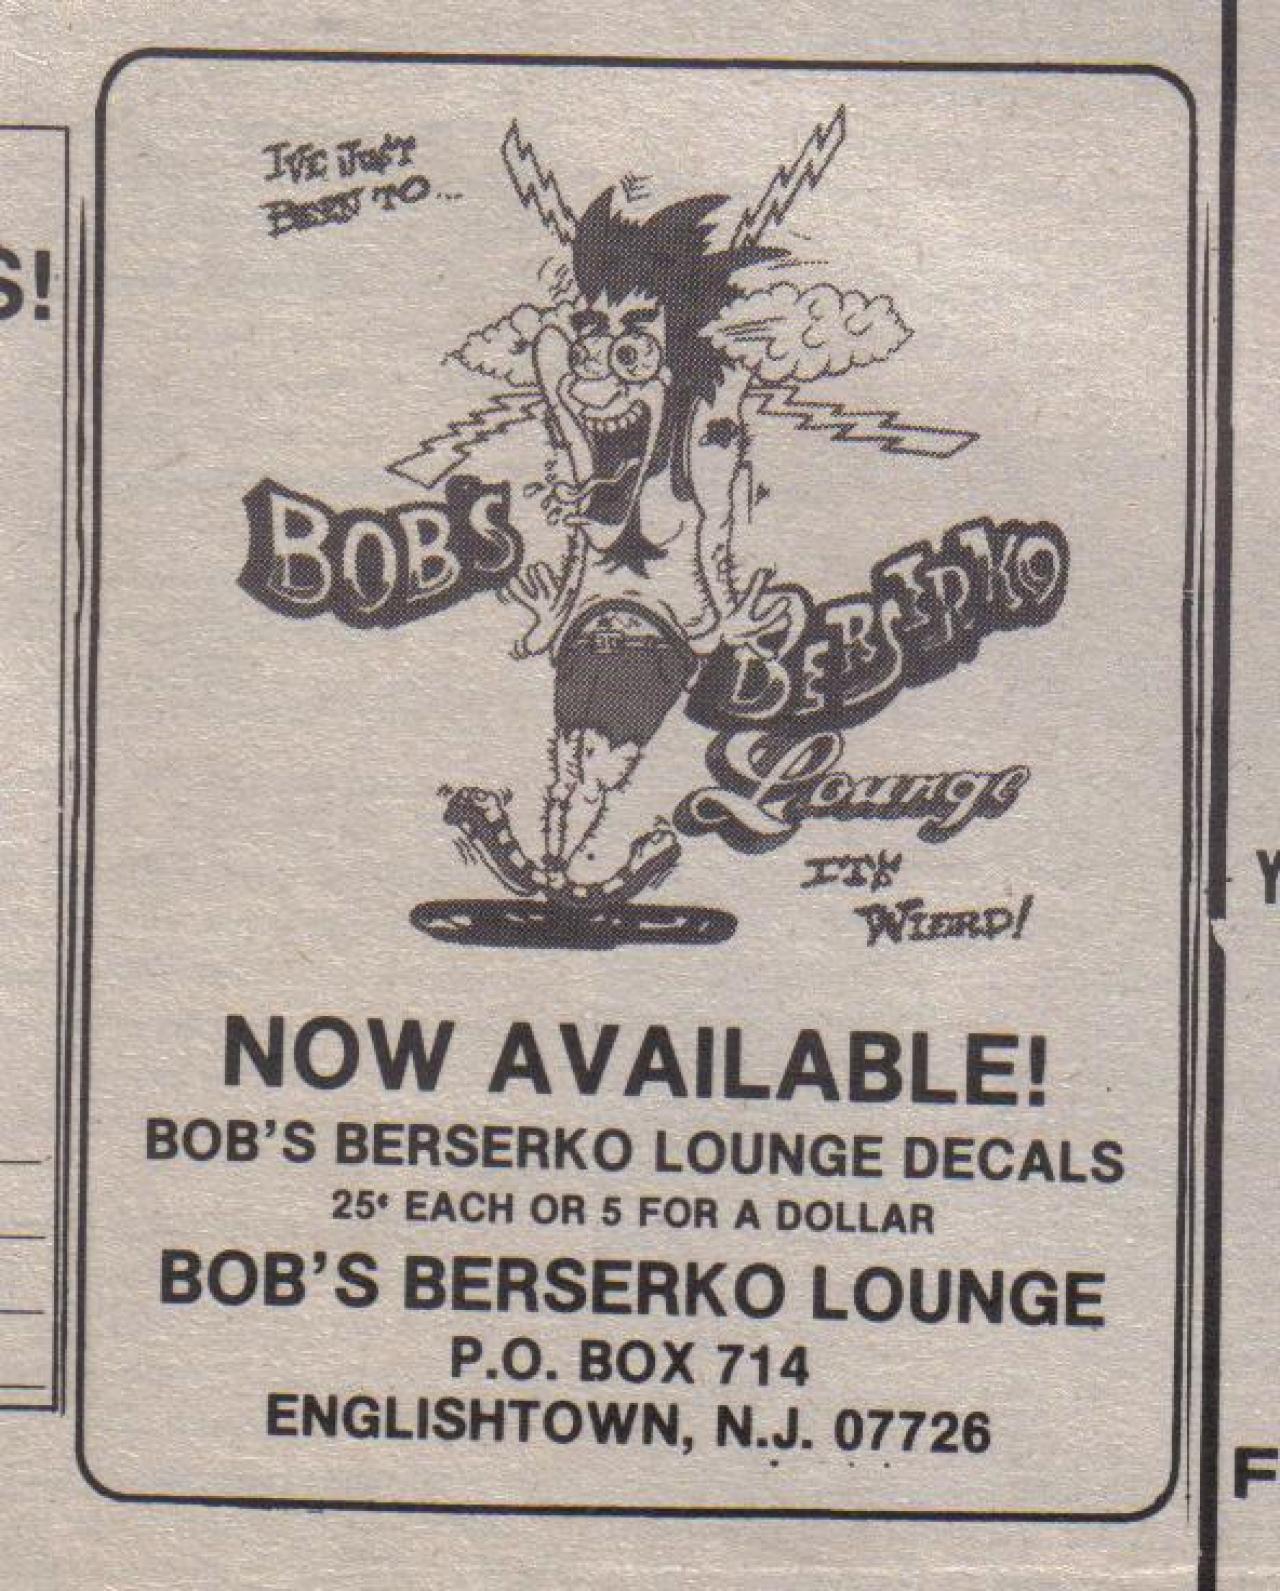 I'VE JUST
BEEN TO...
BOB'S
BERSERKO
Lounge
IT'S
WIERD!
NOW AVAILABLE!
BOB'S BERSERKO LOUNGE DECALS
25¢ EACH OR 5 FOR A DOLLAR
BOB'S BERSERKO LOUNGE
P.O. BOX 714
ENGLISHTOWN, N.J. 07726
S!
Y
F